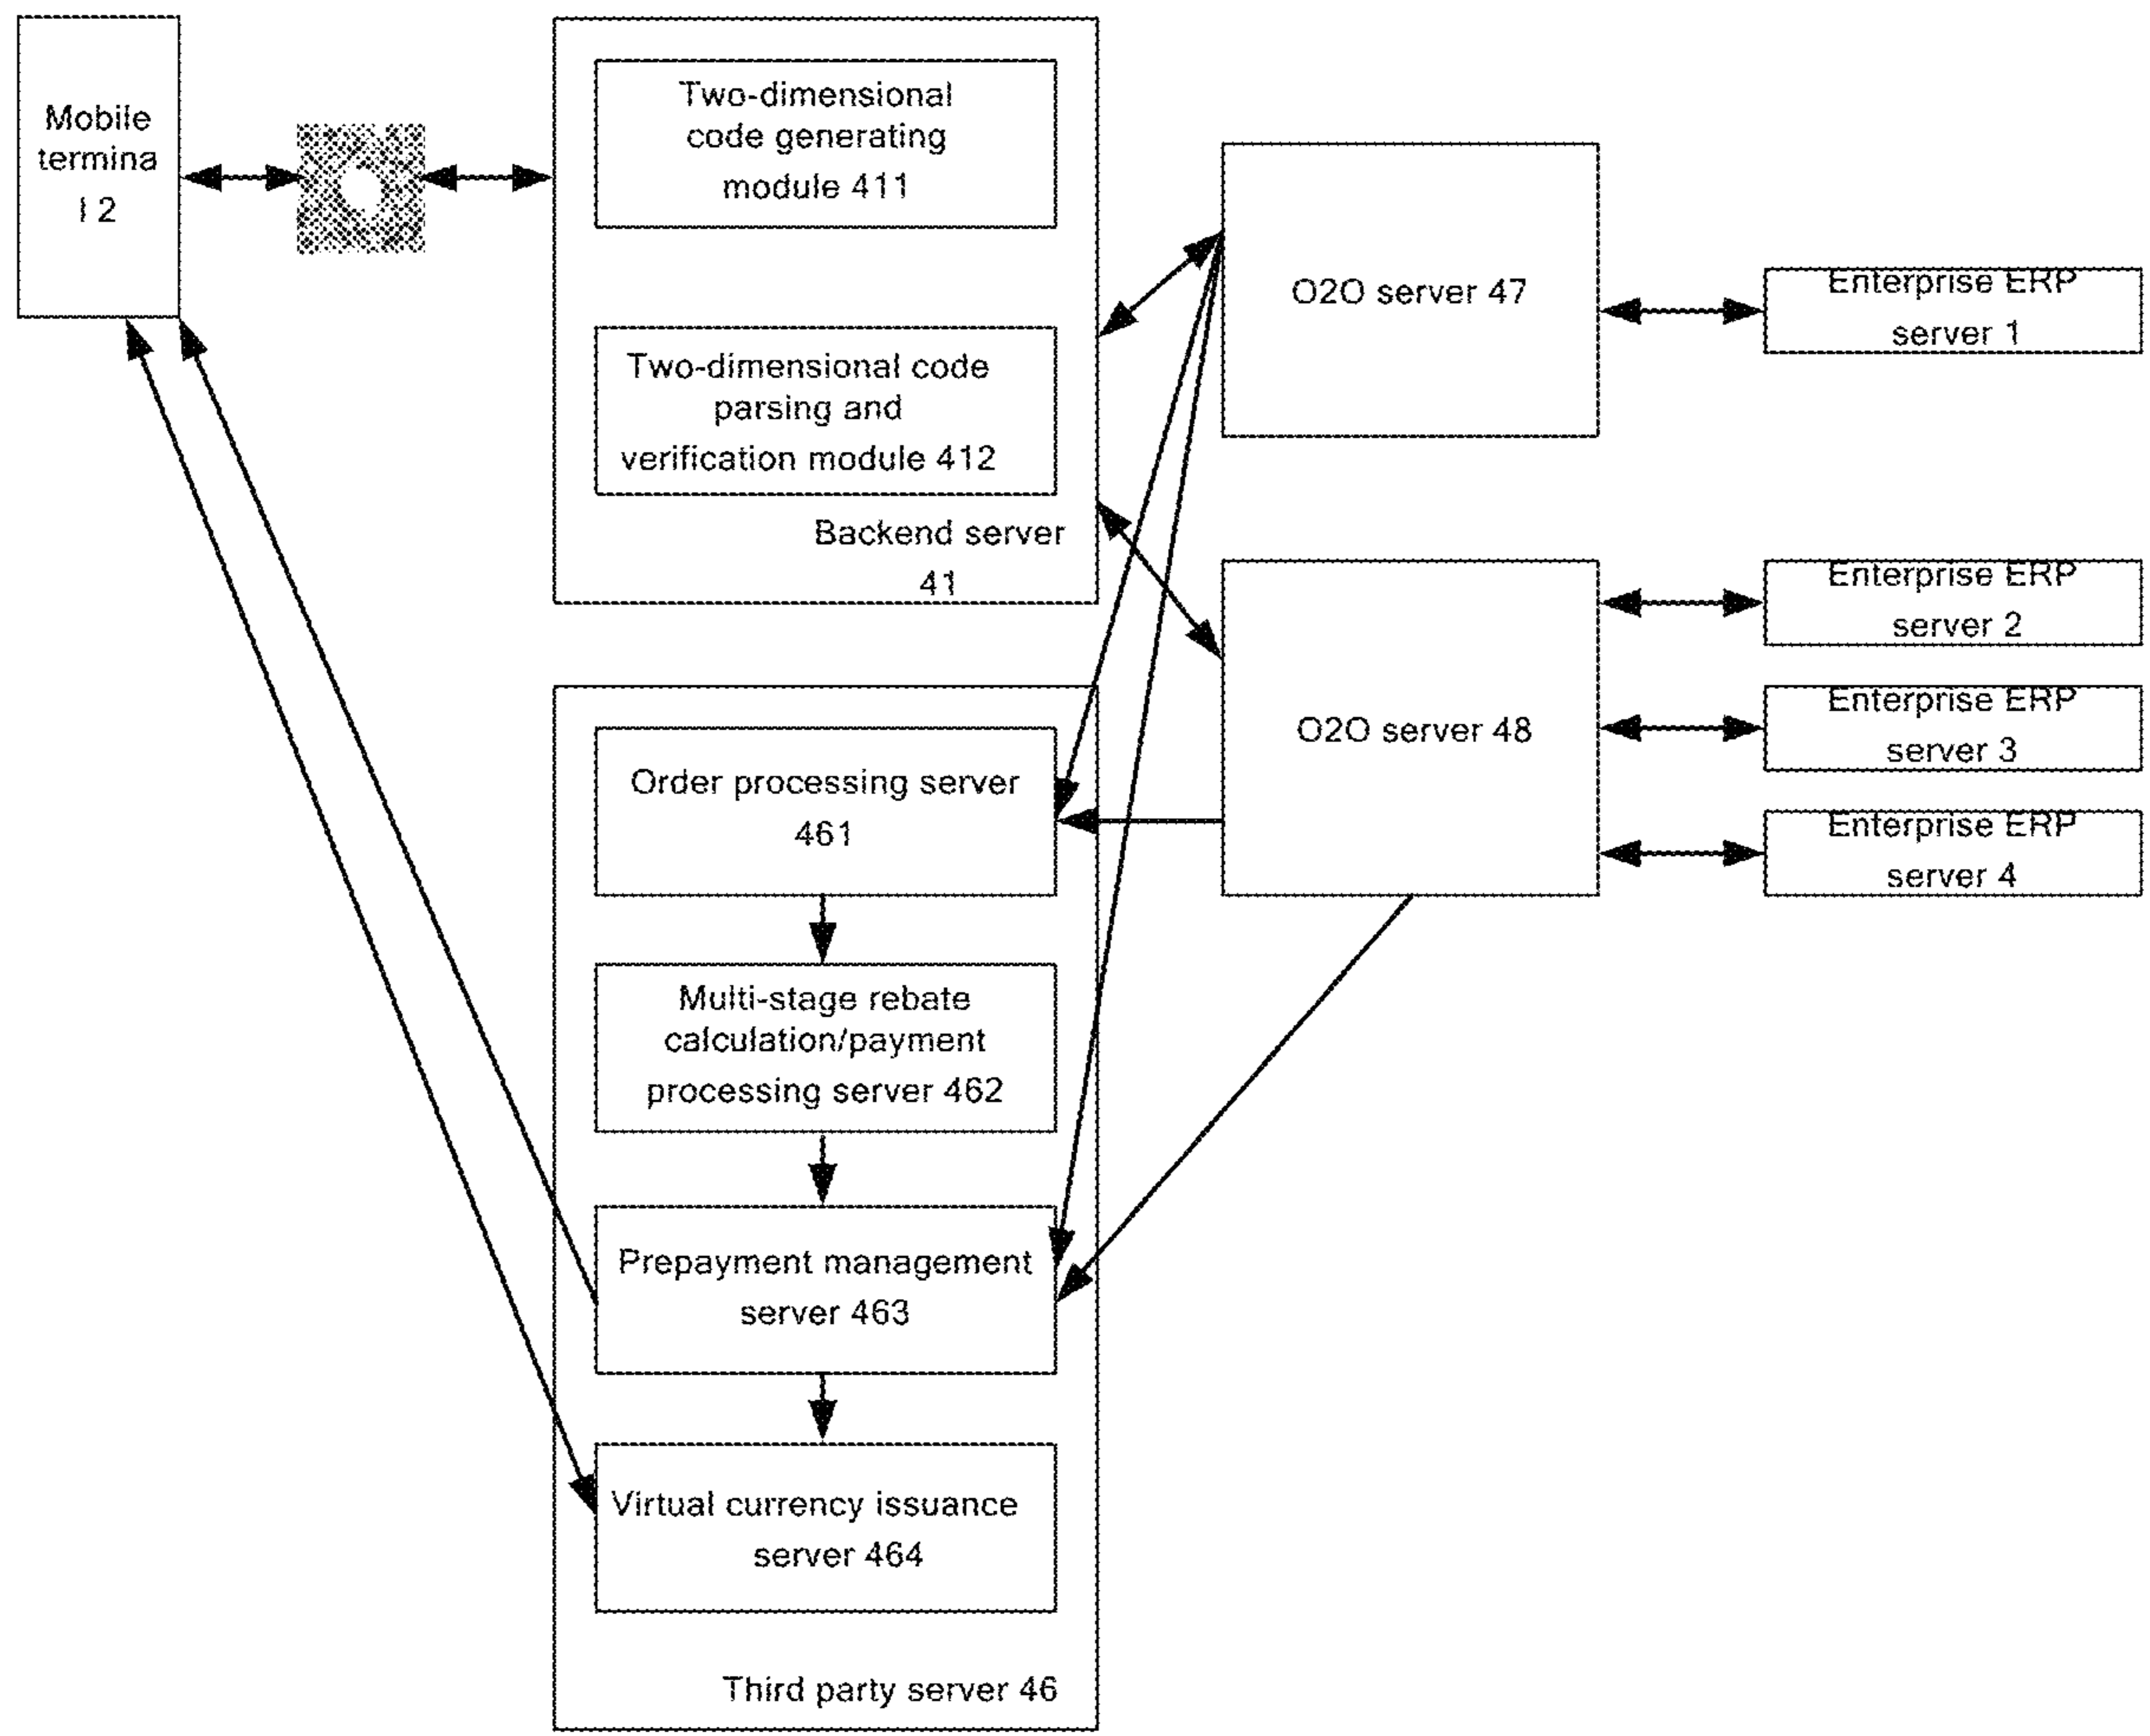 Mobile
termina
l 2
Two-dimensional
code generating
module 411
Two-dimensional code
parsing and
verification module 412
Backend server
41
O2O server 47
Enterprise ERP
server 1
O2O server 48
Enterprise ERP
server 2
Enterprise ERP
server 3
Enterprise ERP
server 4
Order processing server
461
Multi-stage rebate
calculation/payment
processing server 462
Prepayment management
server 463
Virtual currency issuance
server 464
Third party server 46